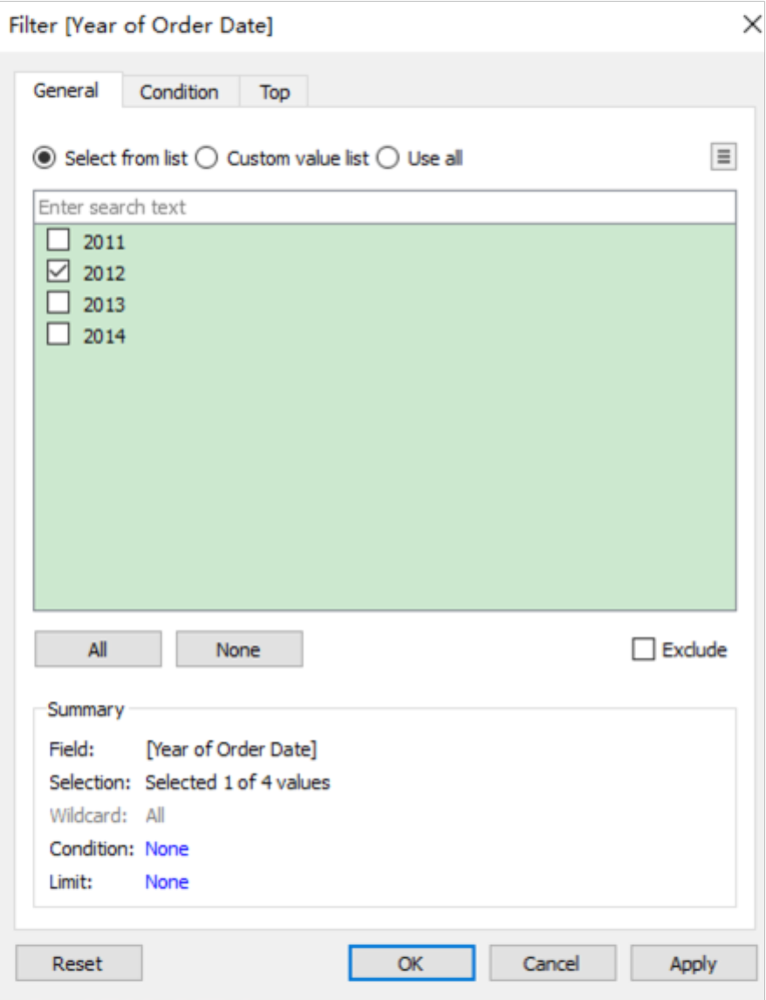 Filter [Year of Order Date]
General Condition Top
Select from list Custom value list Use all
Enter search text
2011
2012
2013
2014
All None Exclude
Summary
Field: [Year of Order Date]
Selection: Selected 1 of 4 values
Wildcard: All
Condition: None
Limit: None
Reset OK Cancel Apply